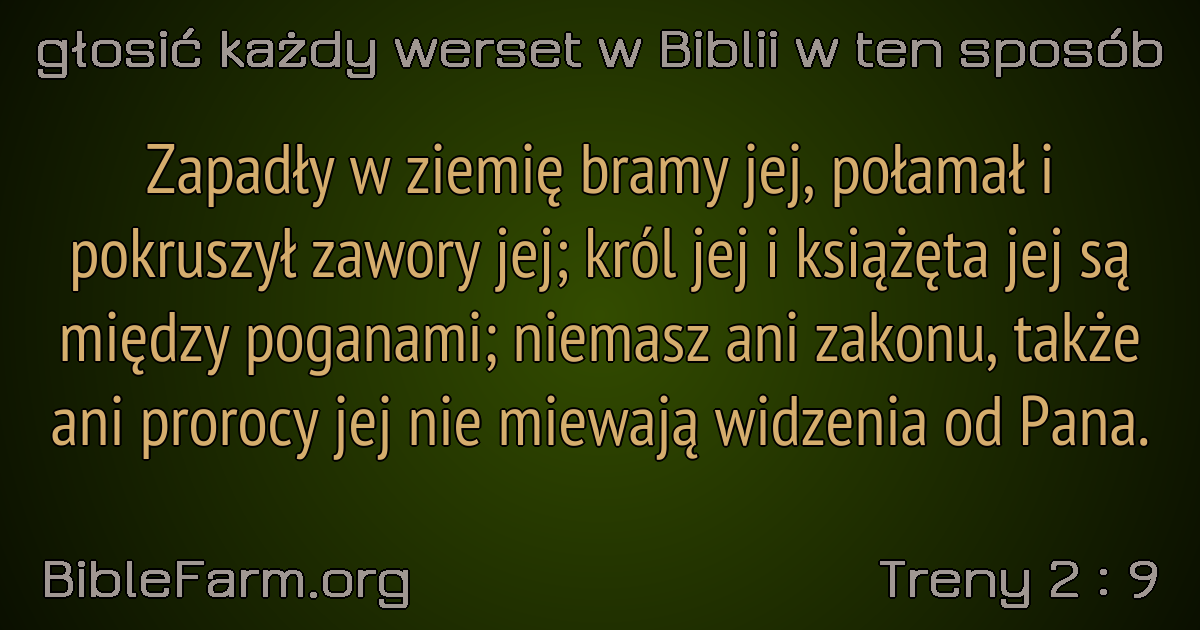 głosić każdy werset w Biblii w ten sposób
Zapadły w ziemię bramy jej, połamał i
pokruszył zawory jej; król jej i książęta jej są
między poganami; niemasz ani zakonu, także
ani prorocy jej nie miewają widzenia od Pana.
BibleFarm.org
Treny 2 : 9